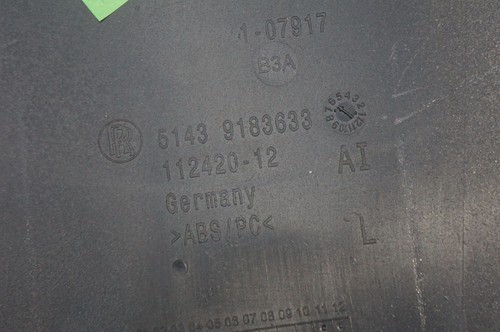 1-07917
B3A
RR 5143 9183633
112420-12 AI
Germany
>ABS/PC< L
04 05 06 07 08 09 10 11 12